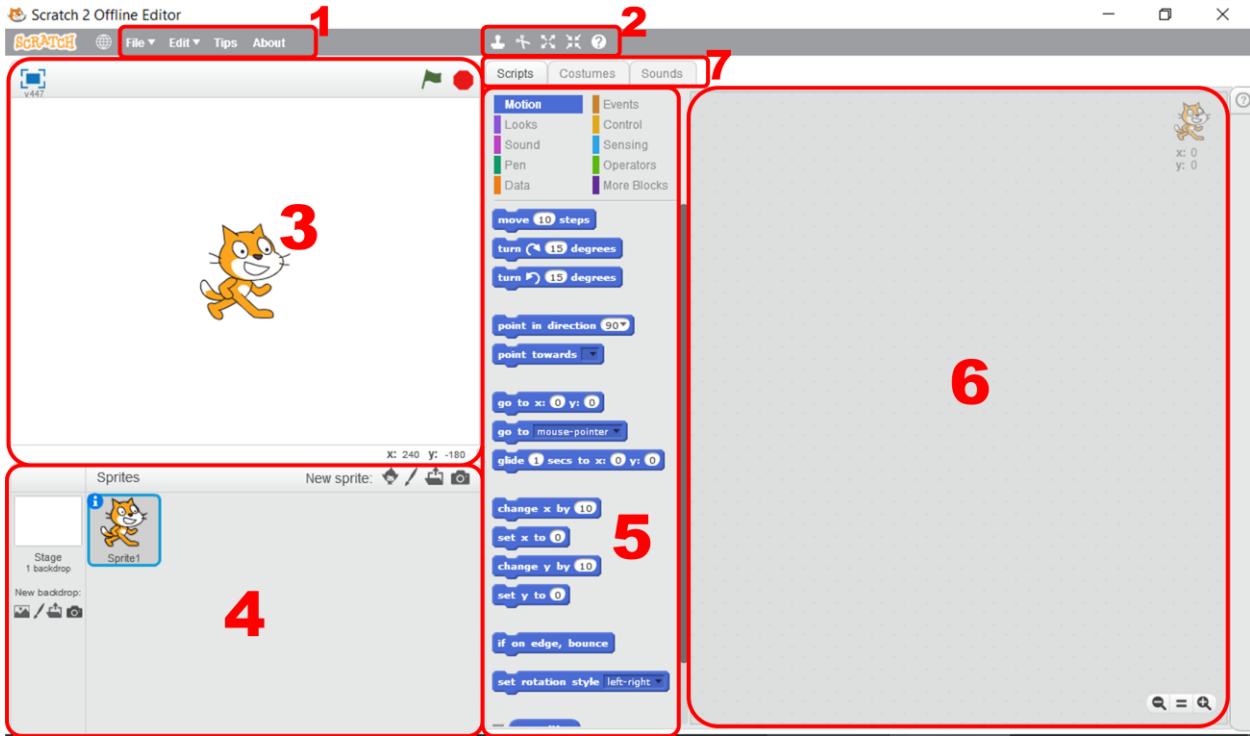 Scratch 2 Offline Editor
1
2
SCRATCH File Edit Tips About
7
Scripts Costumes Sounds
v447
3
x: 240 y: -180
Sprites New sprite:
Stage
1 backdrop
Sprite1
New backdrop:
4
Motion Events
Looks Control
Sound Sensing
Pen Operators
Data More Blocks
move 10 steps
turn 15 degrees
turn 15 degrees
point in direction 90
point towards
go to x: 0 y: 0
go to mouse-pointer
glide 1 secs to x: 0 y: 0
change x by 10
set x to 0
change y by 10
set y to 0
if on edge, bounce
set rotation style left-right
5
x: 0
y: 0
6